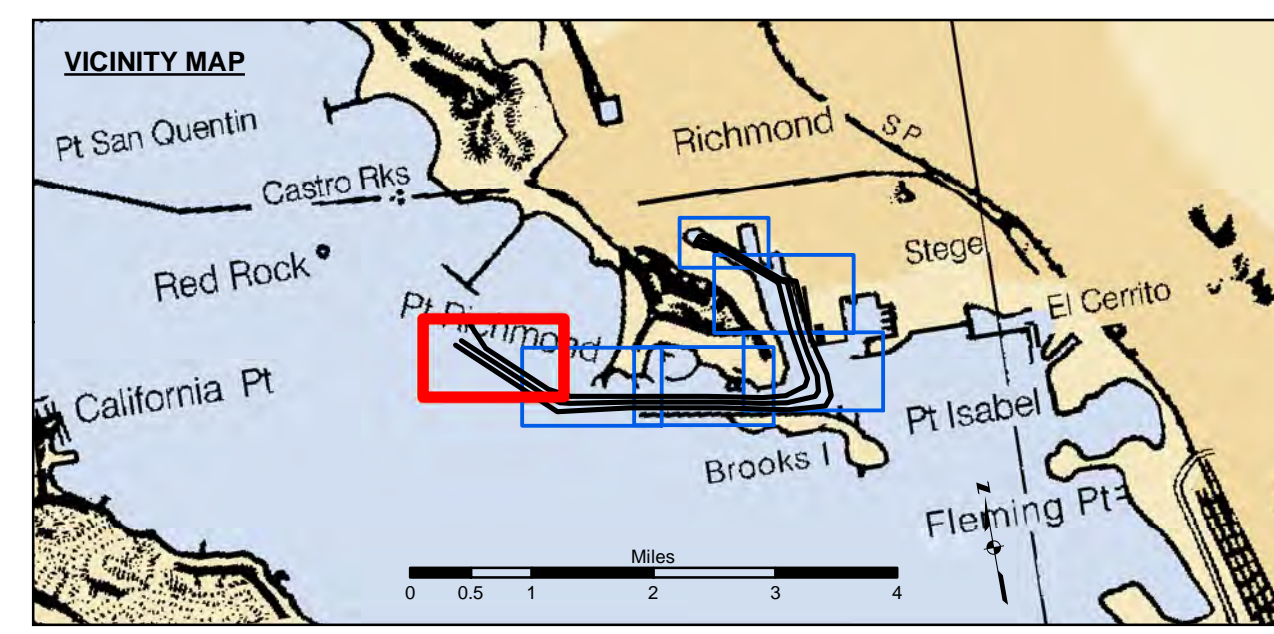 VICINITY MAP
Pt San Quentin
Richmond
S P
Castro Rks
Stege
Red Rock
El Cerrito
Pt Richmond
California Pt
Pt Isabel
Brooks I
Fleming Pt
Miles
0 0.5 1 2 3 4